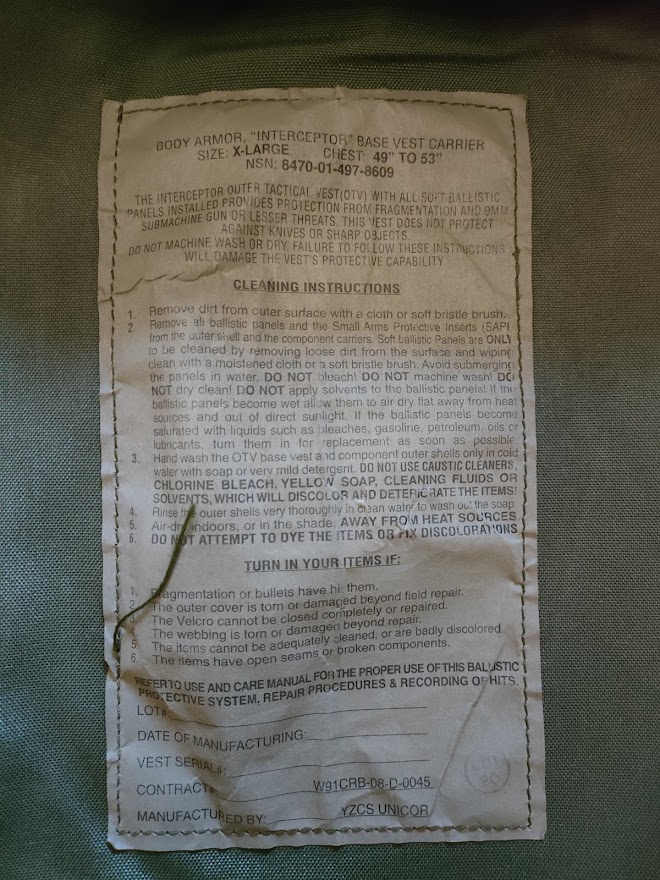 BODY ARMOR, "INTERCEPTOR" BASE VEST CARRIER
SIZE: X-LARGE CHEST: 49" TO 53"
NSN: 8470-01-497-8609
THE INTERCEPTOR OUTER TACTICAL VEST(OTV) WITH ALL SOFT BALLISTIC
PANELS INSTALLED PROVIDES PROTECTION FROM FRAGMENTATION AND 9MM
SUBMACHINE GUN OR LESSER THREATS. THIS VEST DOES NOT PROTECT
AGAINST KNIVES OR SHARP OBJECTS.
DO NOT MACHINE WASH OR DRY. FAILURE TO FOLLOW THESE INSTRUCTIONS
WILL DAMAGE THE VEST'S PROTECTIVE CAPABILITY.
CLEANING INSTRUCTIONS
1. Remove dirt from outer surface with a cloth or soft bristle brush.
2. Remove all ballistic panels and the Small Arms Protective Inserts (SAPI
from the outer shell and the component carriers. Soft ballistic Panels are ONLY
to be cleaned by removing loose dirt from the surface and wiping
clean with a moistened cloth or a soft bristle brush. Avoid submerging
the panels in water. DO NOT bleach! DO NOT machine wash! DO
NOT dry clean! DO NOT apply solvents to the ballistic panels! If the
ballistic panels become wet allow them to air dry flat away from heat
sources and out of direct sunlight. If the ballistic panels become
saturated with liquids such as bleaches, gasoline, petroleum, oils or
lubricants, turn them in for replacement as soon as possible
3. Hand wash the OTV base vest and component outer shells only in cold
water with soap or very mild detergent. DO NOT USE CAUSTIC CLEANERS,
CHLORINE BLEACH, YELLOW SOAP, CLEANING FLUIDS OR
SOLVENTS, WHICH WILL DISCOLOR AND DETERIORATE THE ITEMS!
4. Rinse the outer shells very thoroughly in clean water to wash out the soap
5. Air-dry indoors, or in the shade, AWAY FROM HEAT SOURCES
6. DO NOT ATTEMPT TO DYE THE ITEMS OR FIX DISCOLORATIONS
TURN IN YOUR ITEMS IF:
1. Fragmentation or bullets have hit them.
2. The outer cover is torn or damaged beyond field repair.
3. The Velcro cannot be closed completely or repaired.
4. The webbing is torn or damaged beyond repair.
5. The items cannot be adequately cleaned, or are badly discolored
6. The items have open seams or broken components.
REFER TO USE AND CARE MANUAL FOR THE PROPER USE OF THIS BALLISTIC
PROTECTIVE SYSTEM, REPAIR PROCEDURES & RECORDING OF HITS.
LOT#:
DATE OF MANUFACTURING:
VEST SERIAL#:
CONTRACT# W91CRB-08-D-0045
MANUFACTURED BY: YZCS UNICOR